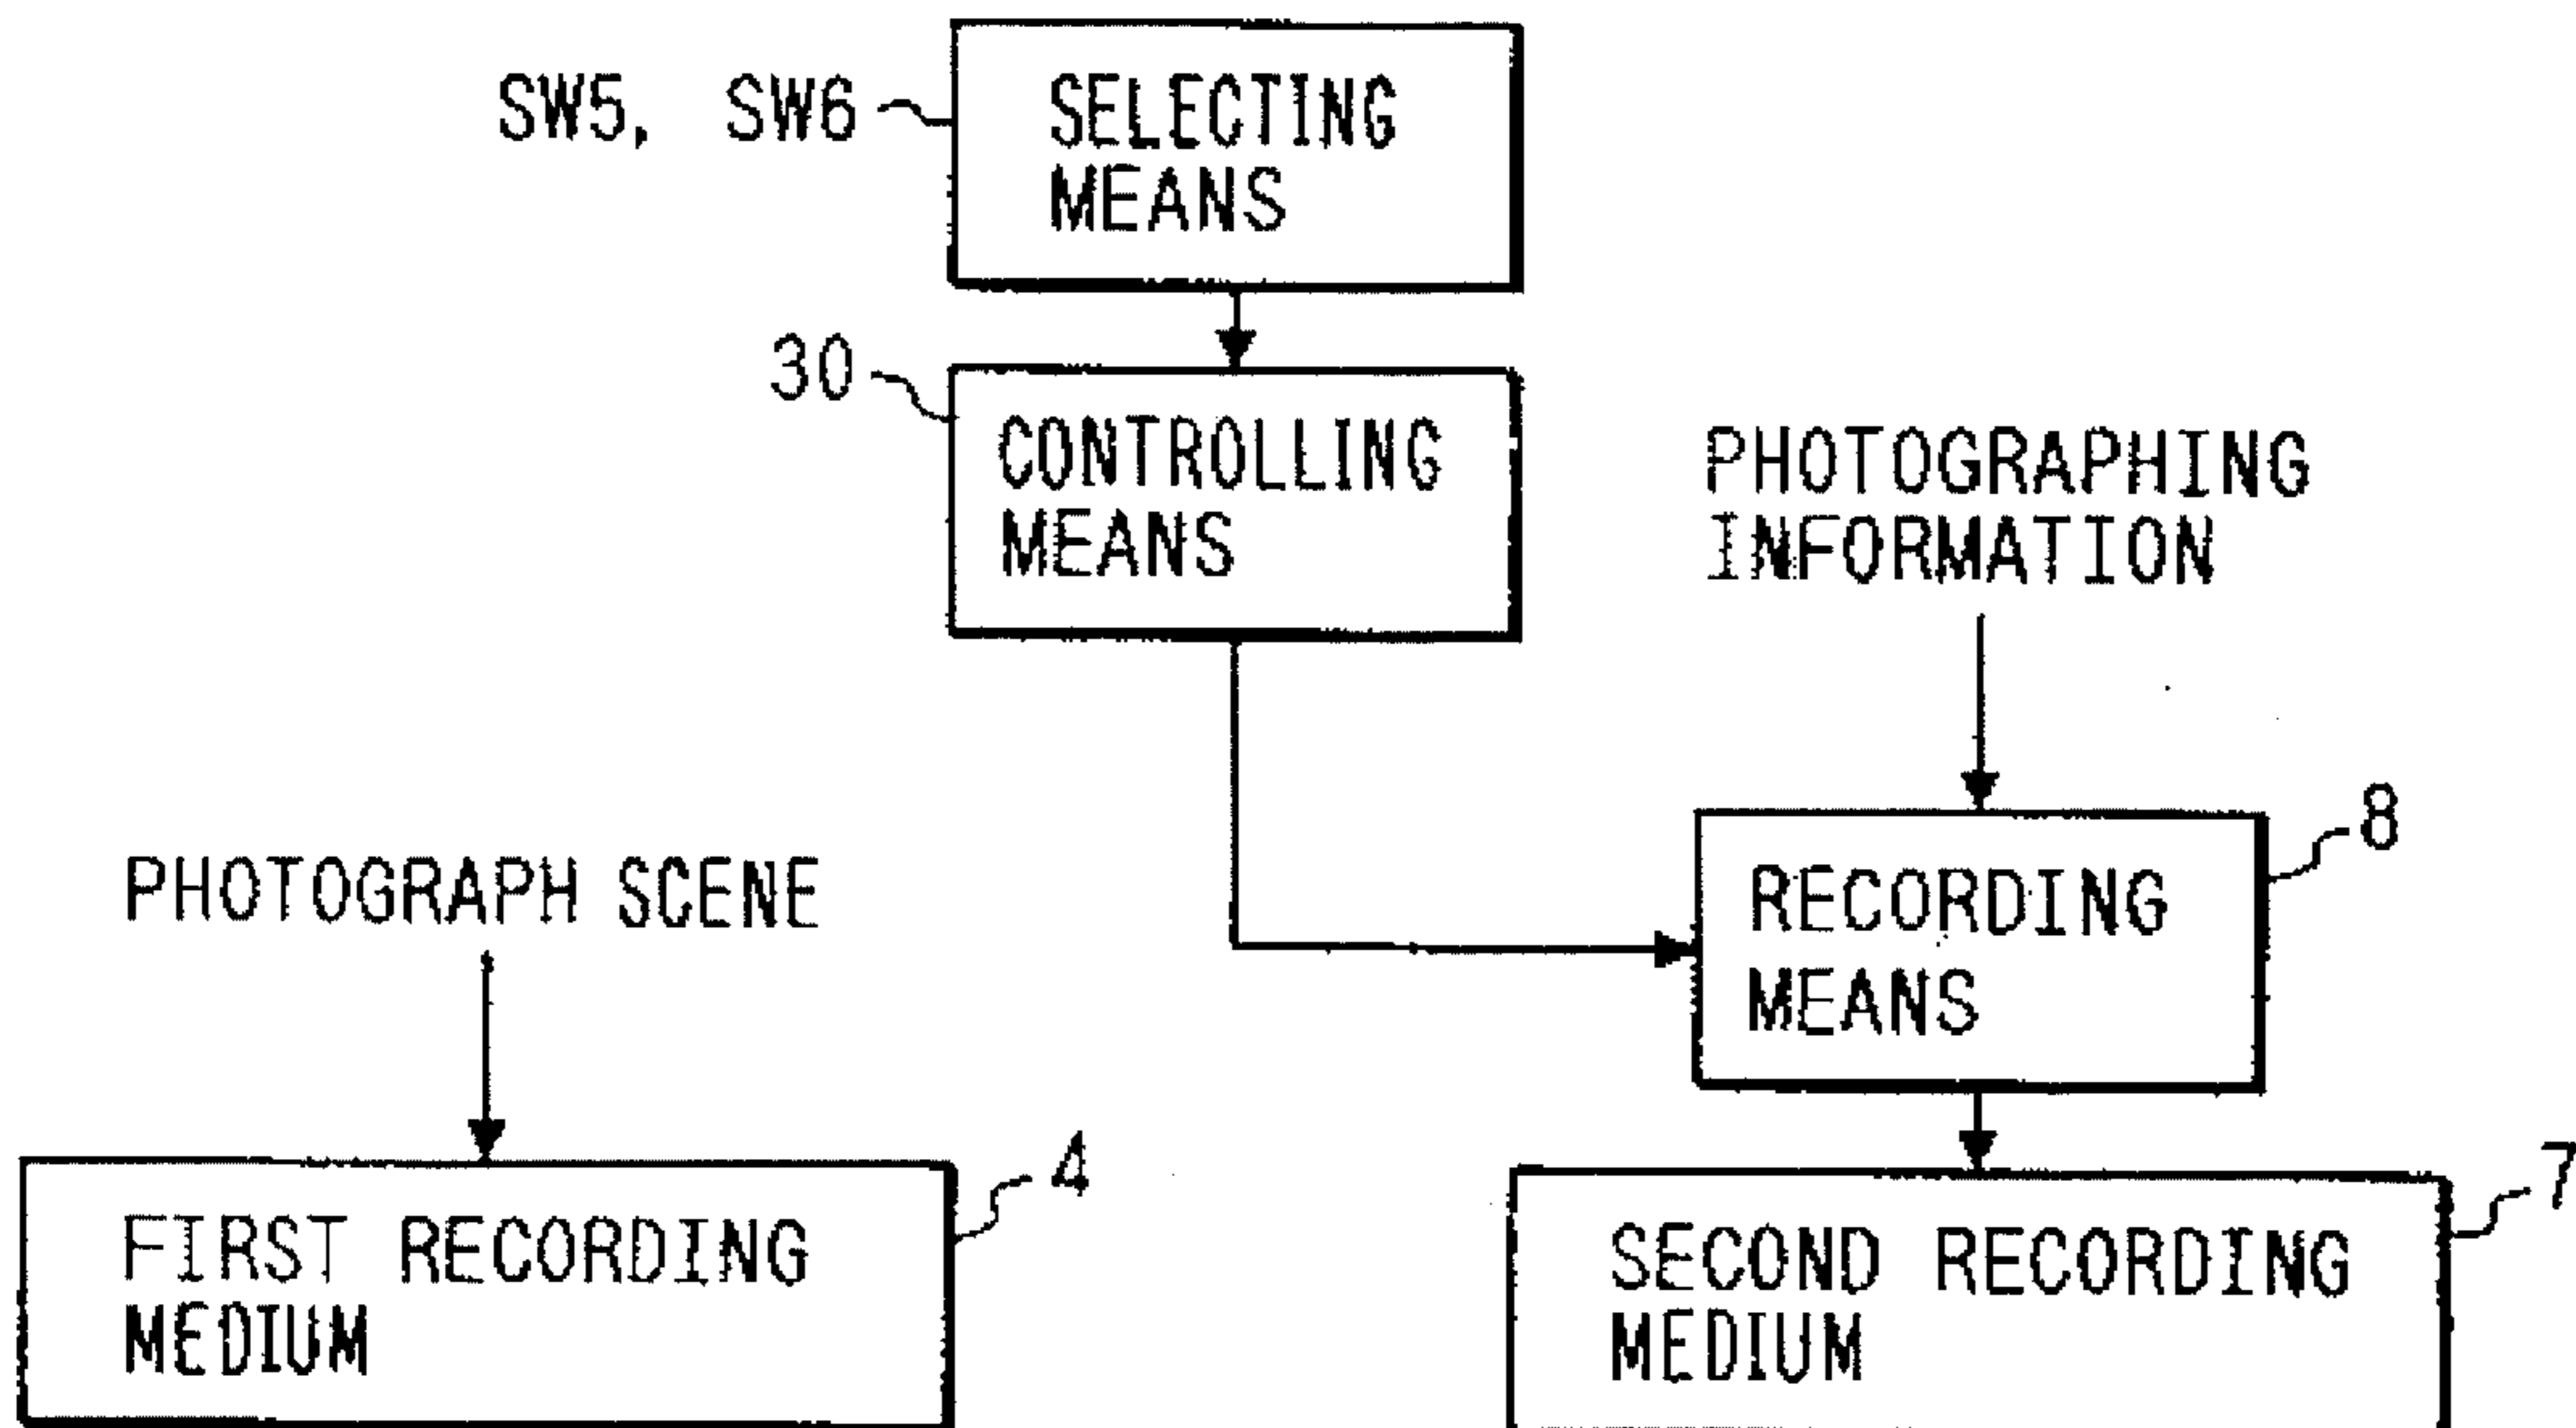 SW5, SW6
SELECTING
MEANS
30
CONTROLLING
MEANS
PHOTOGRAPHING
INFORMATION
8
RECORDING
MEANS
PHOTOGRAPH SCENE
4
FIRST RECORDING
MEDIUM
7
SECOND RECORDING
MEDIUM